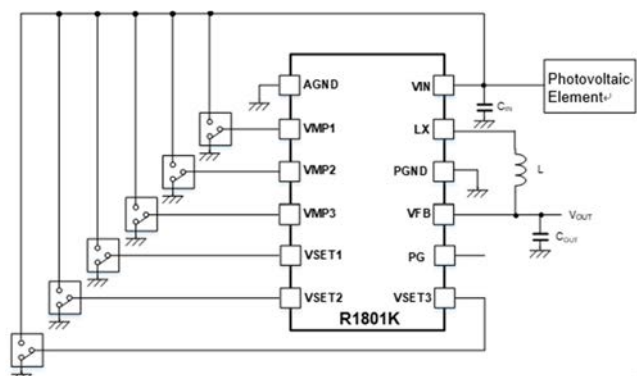 AGND
VMP1
VMP2
VMP3
VSET1
VSET2
VIN
LX
PGND
VFB
PG
VSET3
R1801K
Photovoltaic-
Element↵
CIN
L
VOUT
COUT